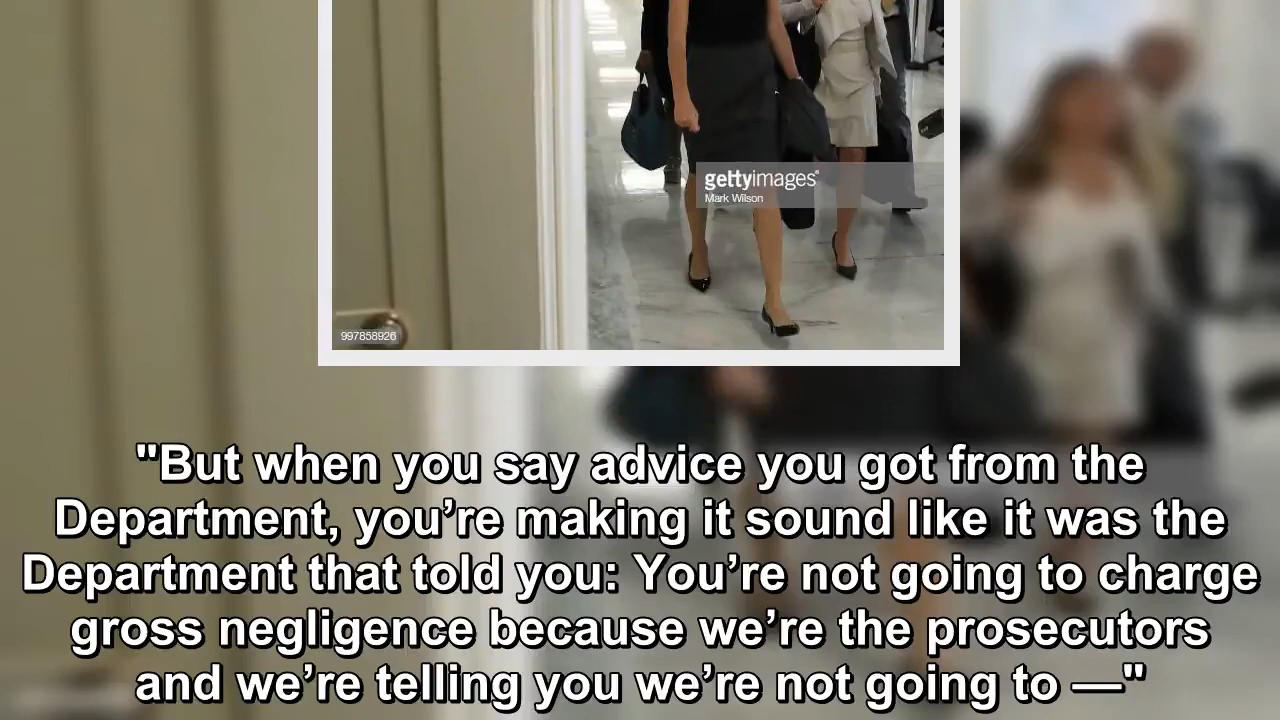 gettyimages
Mark Wilson
997858926
"But when you say advice you got from the
Department, you’re making it sound like it was the
Department that told you: You’re not going to charge
gross negligence because we’re the prosecutors
and we’re telling you we’re not going to —"